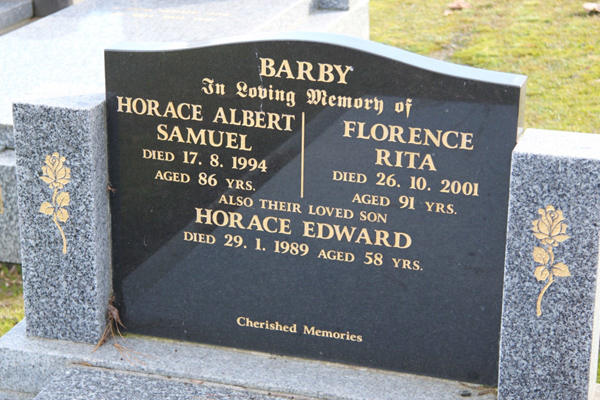 BARBY
In Loving Memory of
HORACE ALBERT
SAMUEL
DIED 17. 8. 1994
AGED 86 YRS.
FLORENCE
RITA
DIED 26. 10. 2001
AGED 91 YRS.
ALSO THEIR LOVED SON
HORACE EDWARD
DIED 29. 1. 1989 AGED 58 YRS.
Cherished Memories